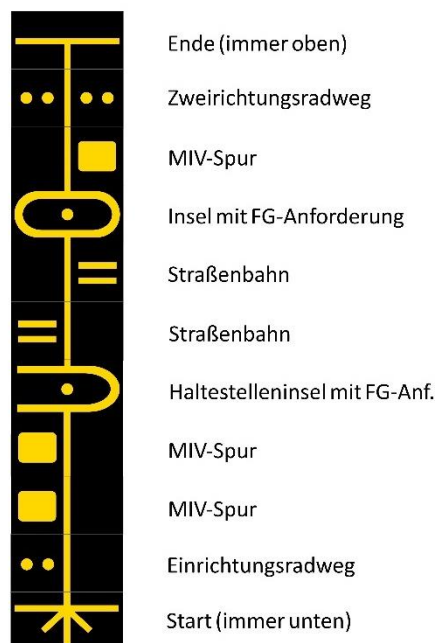 Ende (immer oben)
Zweirichtungsradweg
MIV-Spur
Insel mit FG-Anforderung
Straßenbahn
Straßenbahn
Haltestelleninsel mit FG-Anf.
MIV-Spur
MIV-Spur
Einrichtungsradweg
Start (immer unten)